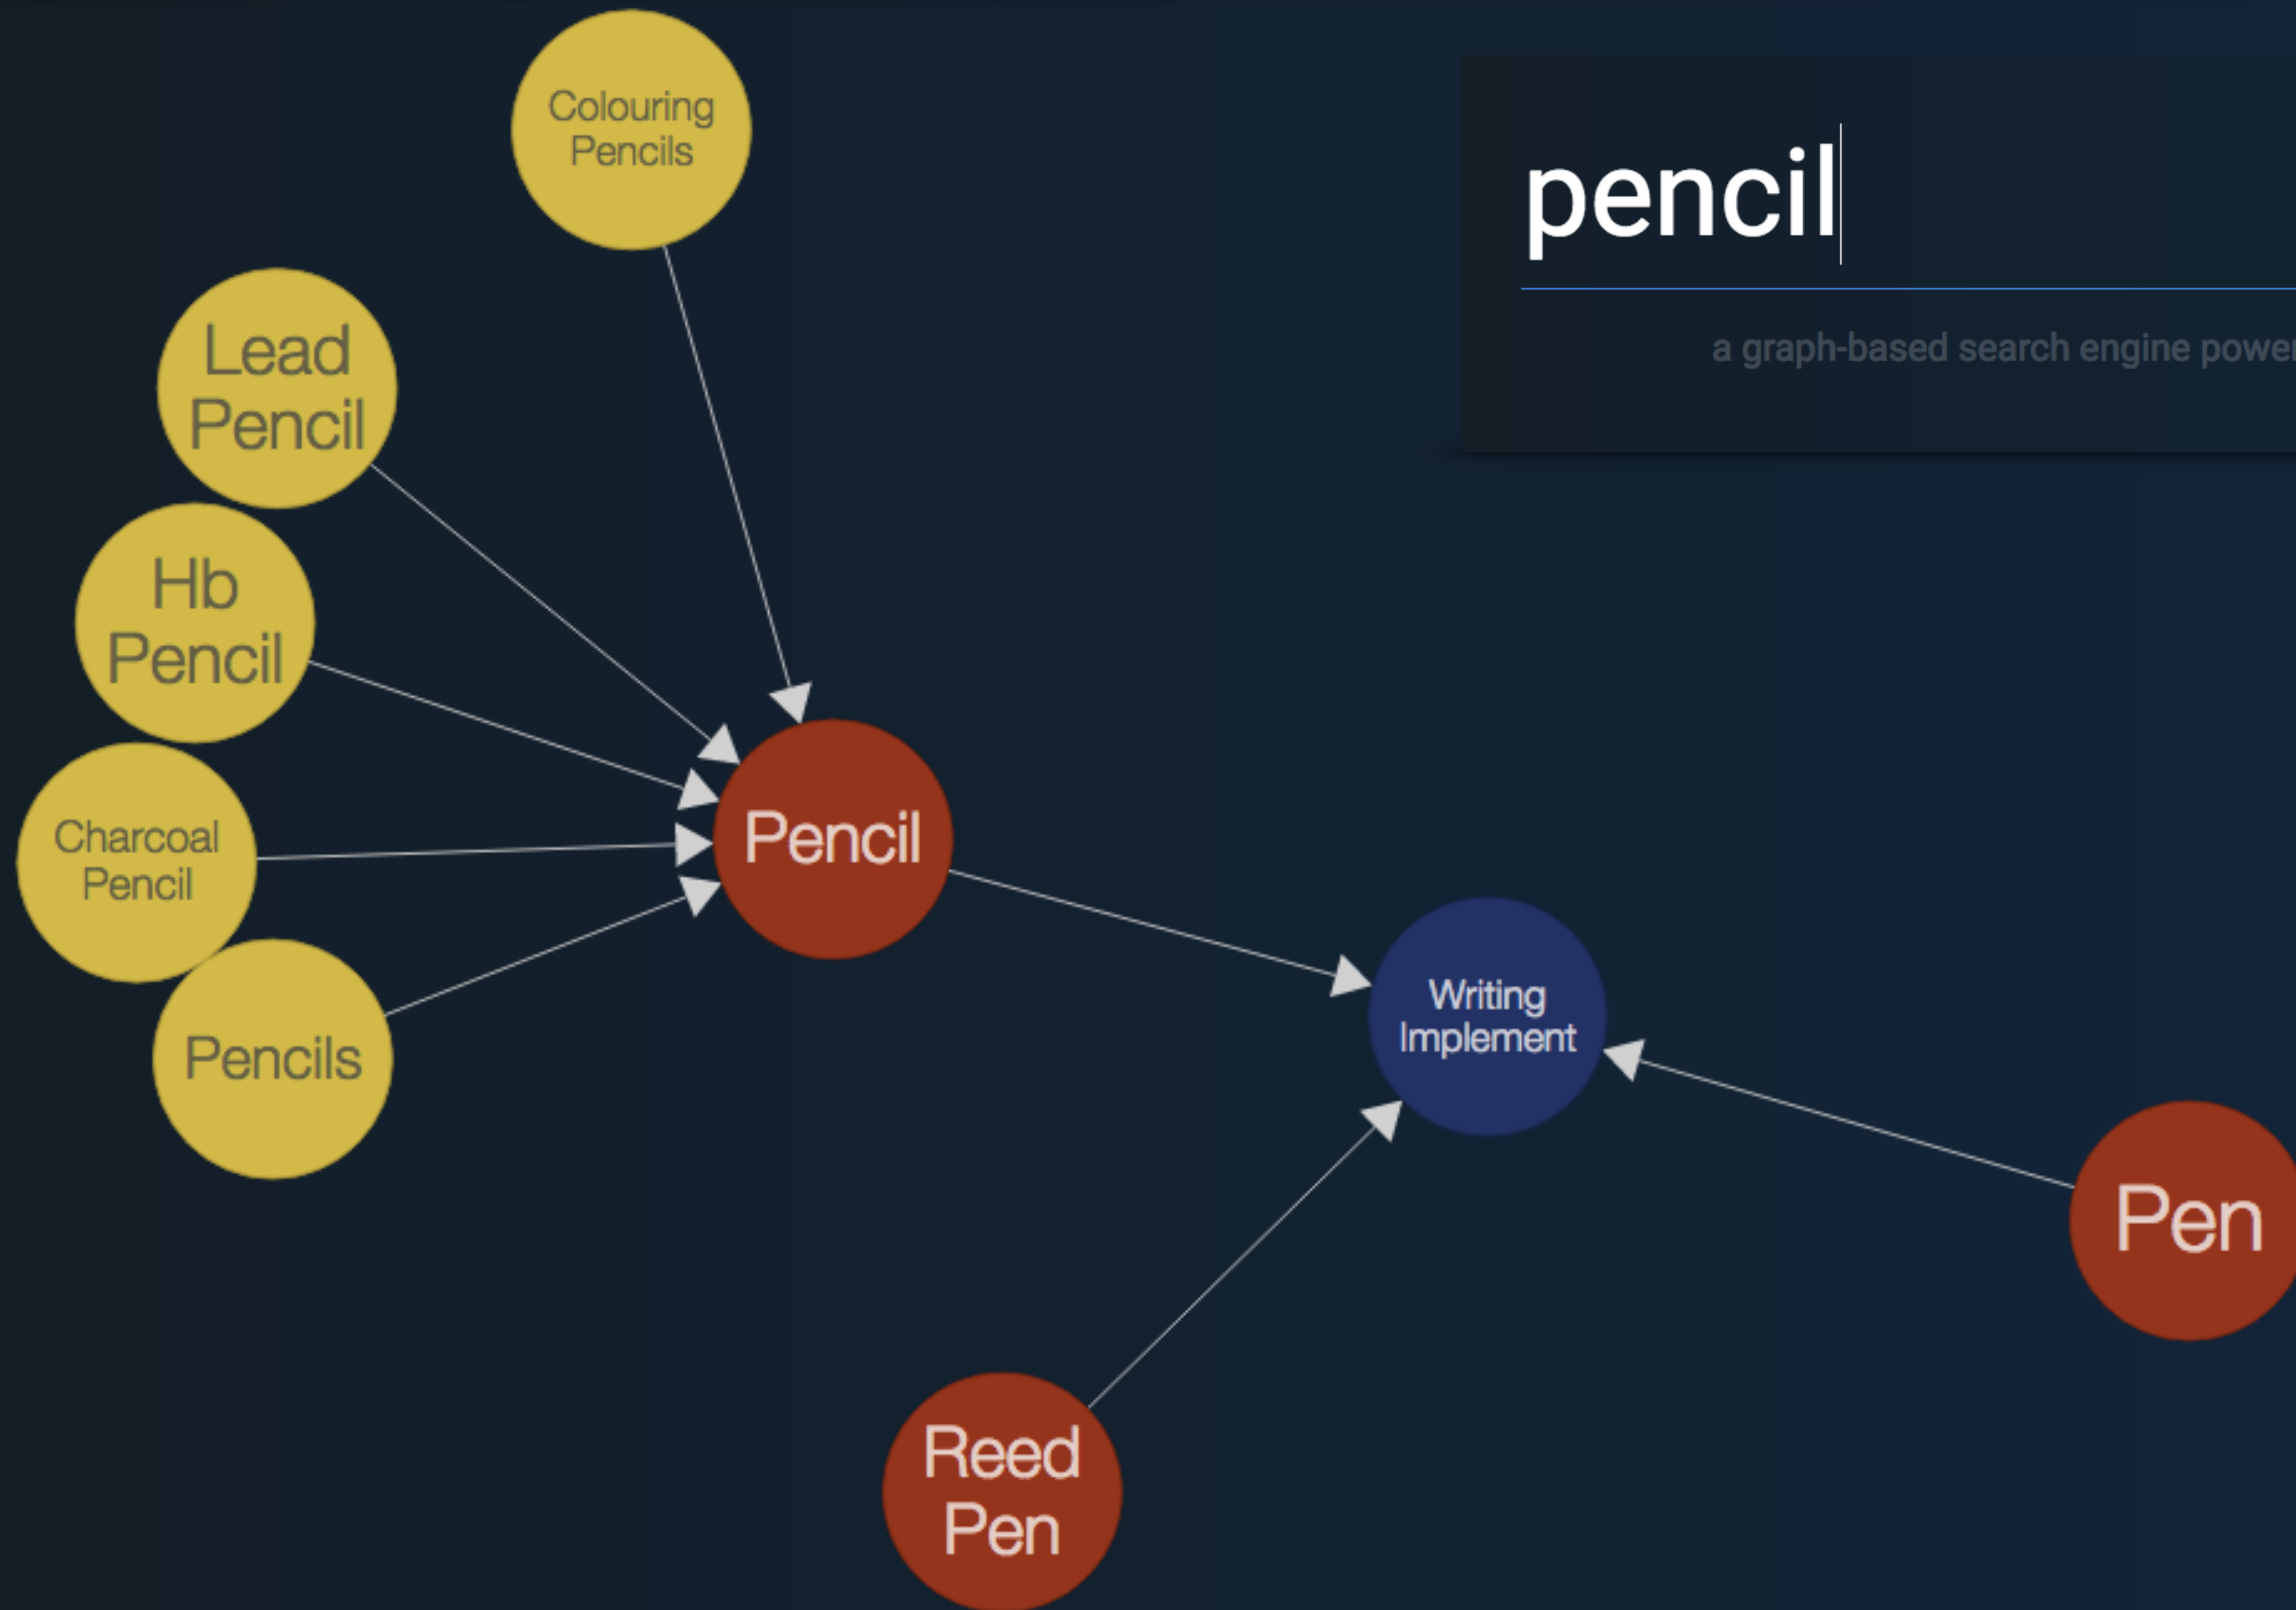 Colouring
Pencils
pencil
a graph-based search engine
Lead
Pencil
Hb
Pencil
Charcoal
Pencil
Pencil
Pencils
Writing
Implement
Pen
Reed
Pen